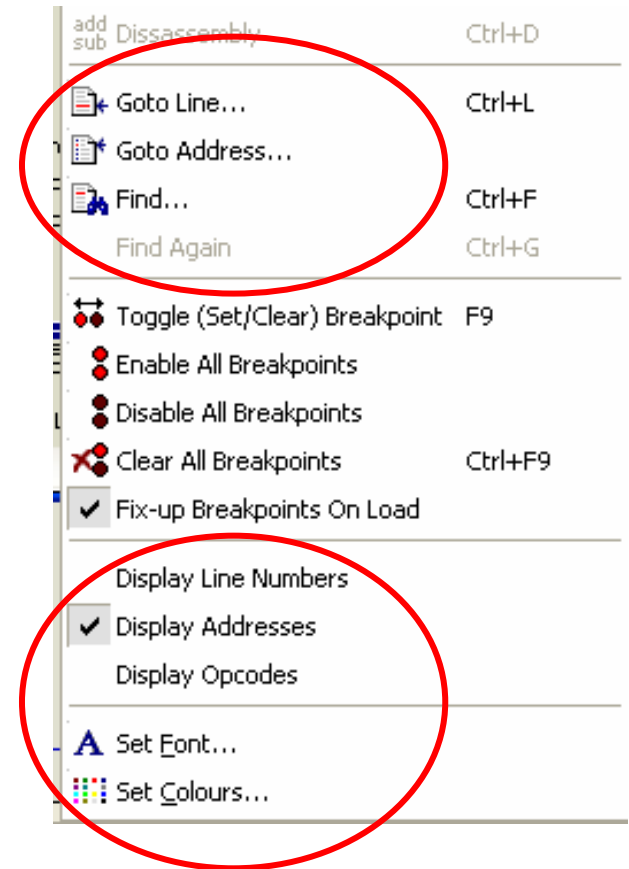 add
sub Dissassembly Ctrl+D
Goto Line... Ctrl+L
Goto Address...
Find... Ctrl+F
Find Again Ctrl+G
Toggle (Set/Clear) Breakpoint F9
Enable All Breakpoints
Disable All Breakpoints
Clear All Breakpoints Ctrl+F9
Fix-up Breakpoints On Load
Display Line Numbers
Display Addresses
Display Opcodes
A Set Font...
Set Colours...